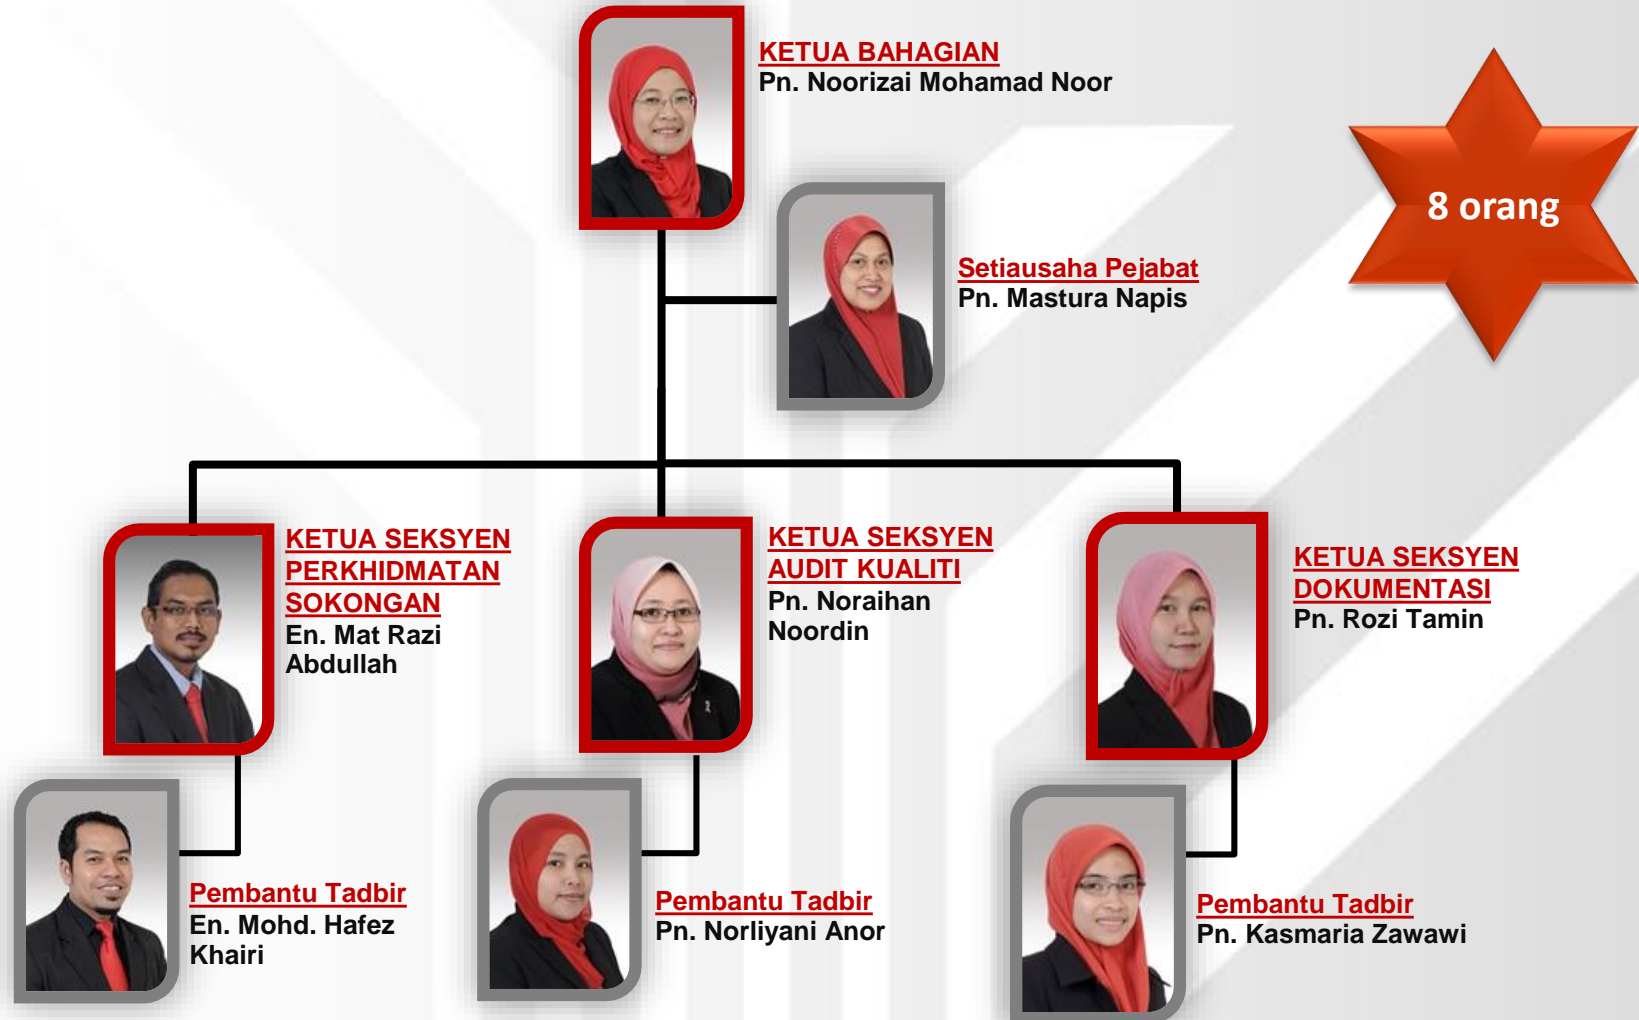 KETUA BAHAGIAN
Pn. Noorizai Mohamad Noor
8 orang
Setiausaha Pejabat
Pn. Mastura Napis
KETUA SEKSYEN
PERKHIDMATAN
SOKONGAN
En. Mat Razi
Abdullah
KETUA SEKSYEN
AUDIT KUALITI
Pn. Noraihan
Noordin
KETUA SEKSYEN
DOKUMENTASI
Pn. Rozi Tamin
Pembantu Tadbir
En. Mohd. Hafez
Khairi
Pembantu Tadbir
Pn. Norliyani Anor
Pembantu Tadbir
Pn. Kasmaria Zawawi